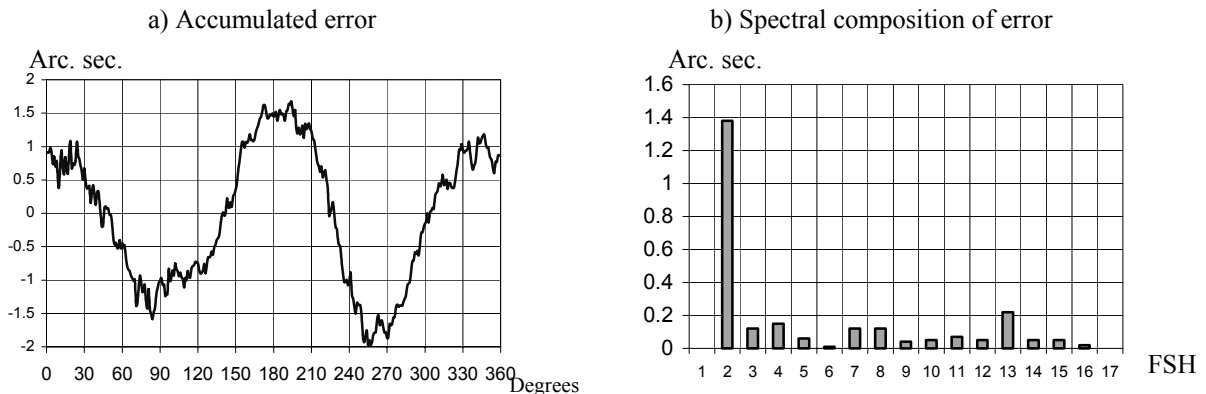 a) Accumulated error
Arc. sec.
2
1.5
1
0.5
0
-0.5
-1
-1.5
-2
0 30 60 90 120 150 180 210 240 270 300 330 360
Degrees
b) Spectral composition of error
Arc. sec.
1.6
1.4
1.2
1
0.8
0.6
0.4
0.2
0
1 2 3 4 5 6 7 8 9 10 11 12 13 14 15 16 17
FSH